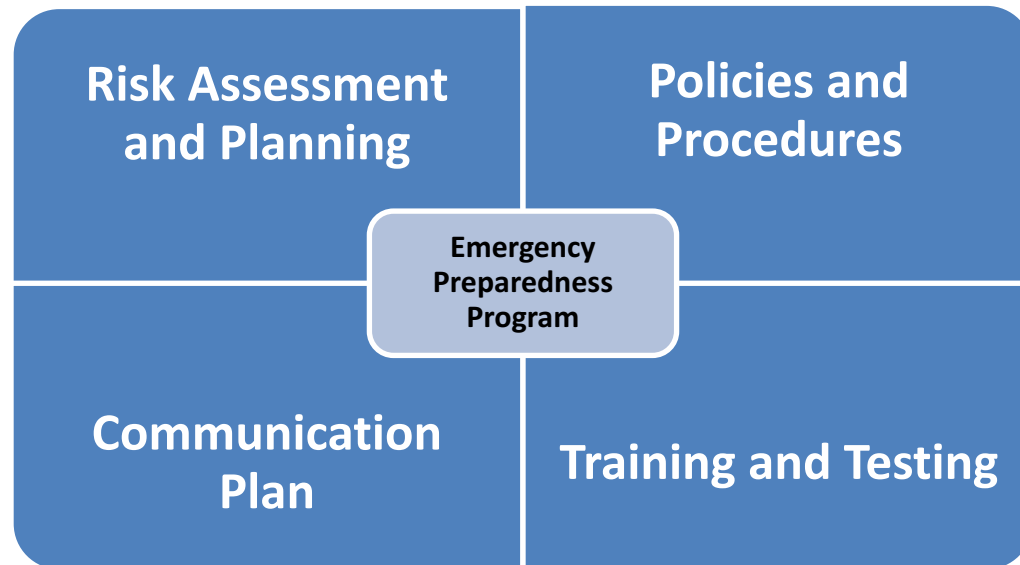 Risk Assessment
and Planning
Policies and
Procedures
Emergency
Preparedness
Program
Communication
Plan
Training and Testing